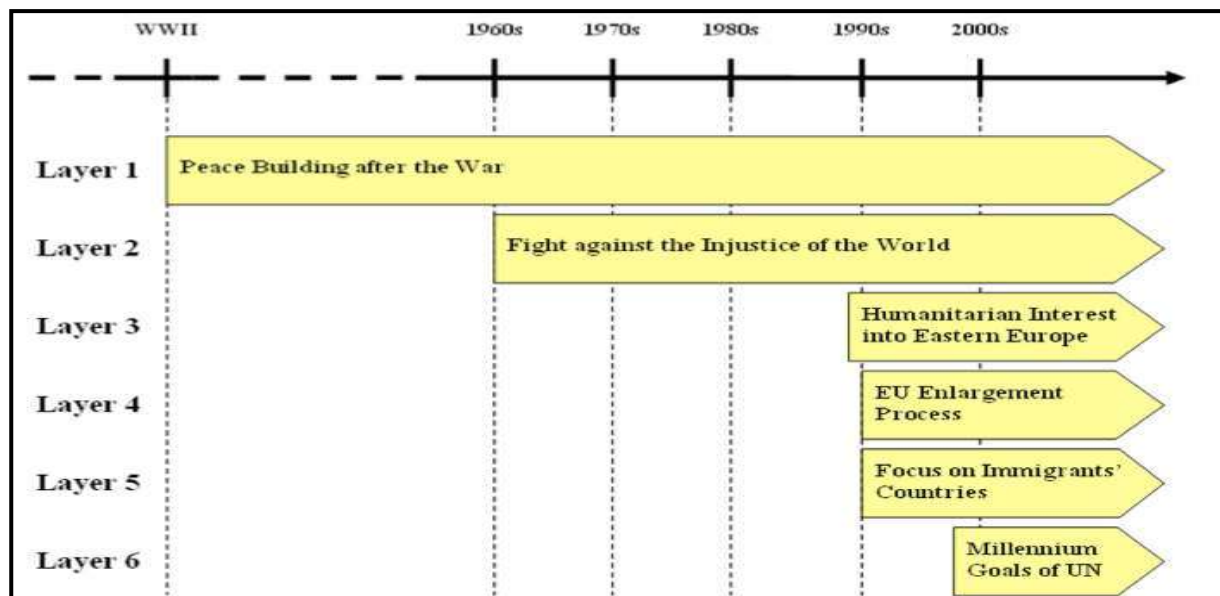 WWII 1960s 1970s 1980s 1990s 2000s
Layer 1
Peace Building after the War
Layer 2
Fight against the Injustice of the World
Layer 3
Humanitarian Interest
into Eastern Europe
Layer 4
EU Enlargement
Process
Layer 5
Focus on Immigrants'
Countries
Layer 6
Millennium
Goals of UN